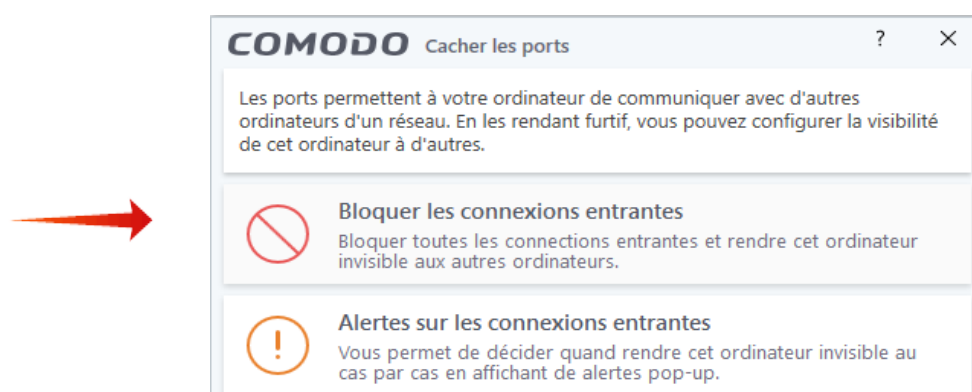 COMODO Cacher les ports ?
Les ports permettent à votre ordinateur de communiquer avec d'autres
ordinateurs d'un réseau. En les rendant furtif, vous pouvez configurer la visibilité
de cet ordinateur à d'autres.
Bloquer les connexions entrantes
Bloquer toutes les connections entrantes et rendre cet ordinateur
invisible aux autres ordinateurs.
Alertes sur les connexions entrantes
Vous permet de décider quand rendre cet ordinateur invisible au
cas par cas en affichant de alertes pop-up.